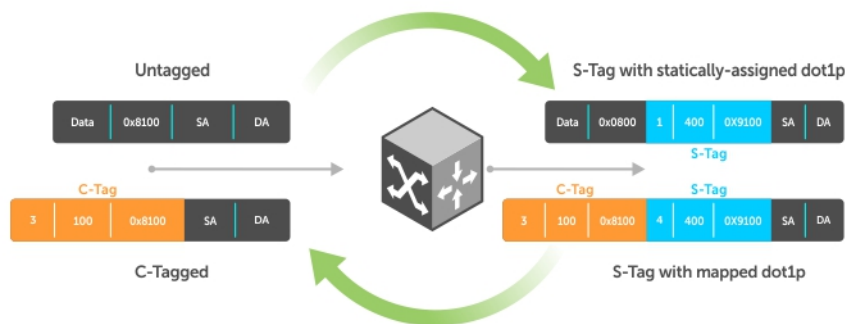 Untagged
S-Tag with statically-assigned dot1p
Data 0x8100 SA DA
Data 0x0800 1 400 0X9100 SA DA
S-Tag
C-Tag
C-Tag
S-Tag
3 100 0x8100 SA DA
3 100 0x8100 4 400 0X9100 SA DA
C-Tagged
S-Tag with mapped dot1p